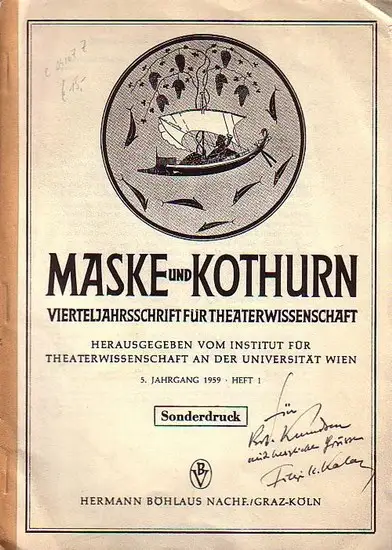 MASKE UND KOTHURN
VIERTELJAHRSSCHRIFT FÜR THEATERWISSENSCHAFT
HERAUSGEGEBEN VOM INSTITUT FÜR
THEATERWISSENSCHAFT AN DER UNIVERSITÄT WIEN
5. JAHRGANG 1959 · HEFT 1
Sonderdruck
für
Prof.
mit herzlichen Grüssen
HERMANN BÖHLAUS NACHF./GRAZ-KÖLN